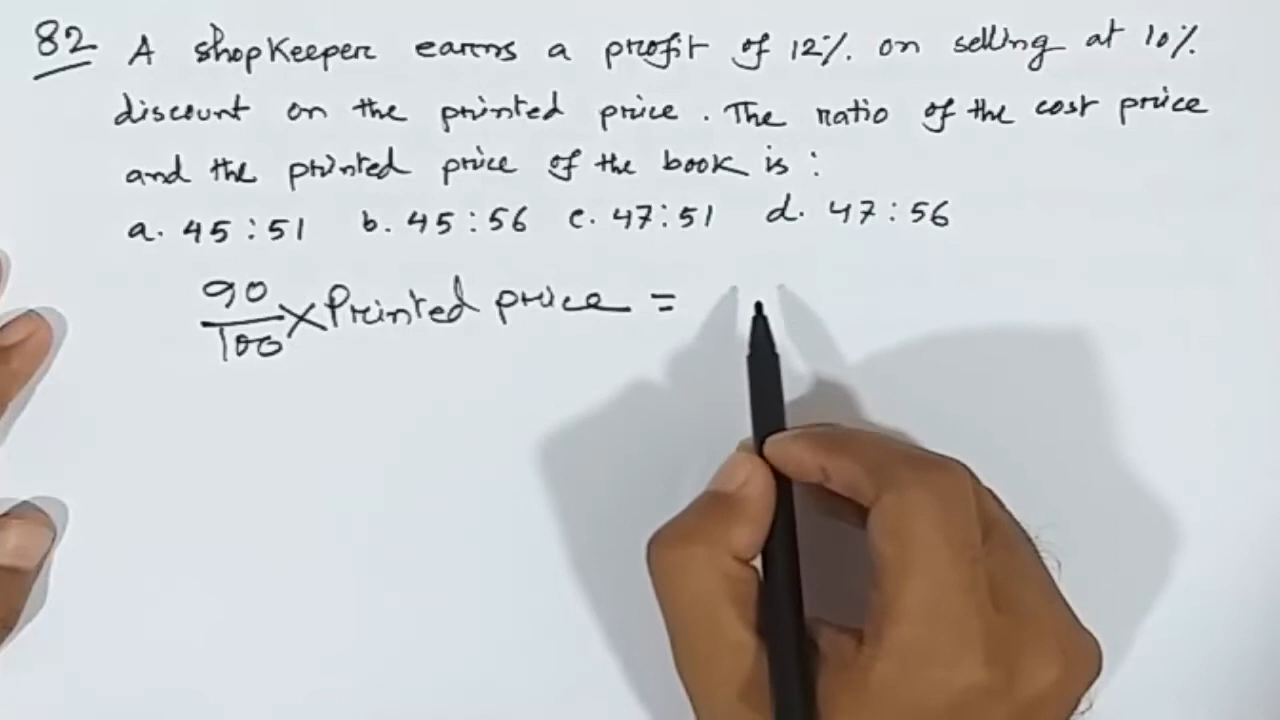 82 A shopkeeper earns a profit of 12% on selling at 10%
discount on the printed price. The ratio of the cost price
and the printed price of the book is :
a. 45:51 b. 45:56 c. 47:51 d. 47:56
90/100 × Printed price =